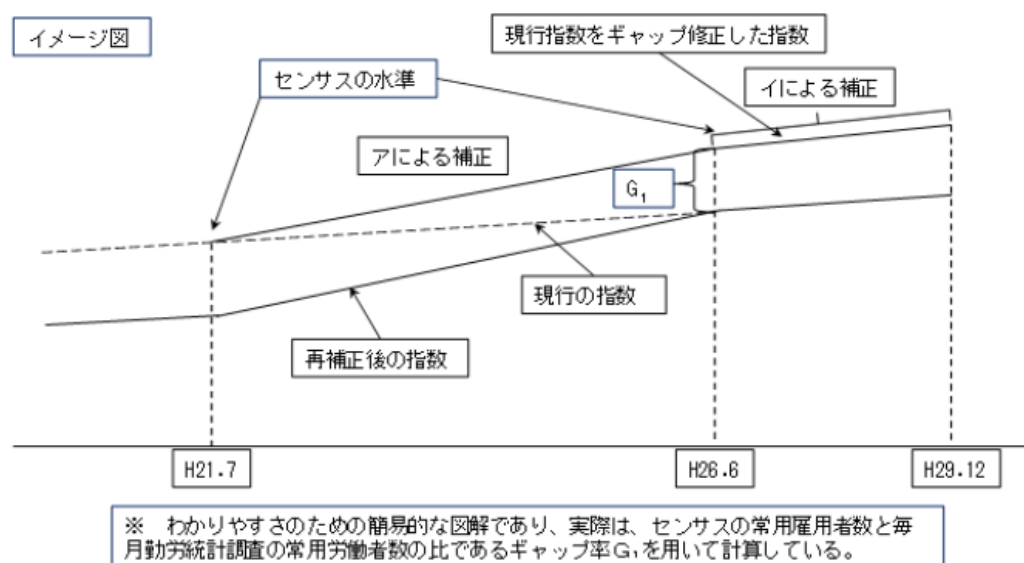 イメージ図
現行指数をギャップ修正した指数
センサスの水準
イによる補正
アによる補正
G₁
現行の指数
再補正後の指数
H21.7
H26.6
H29.12
※　わかりやすさのための簡易的な図解であり、実際は、センサスの常用雇用者数と毎
月勤労統計調査の常用労働者数の比であるギャップ率G₁を用いて計算している。